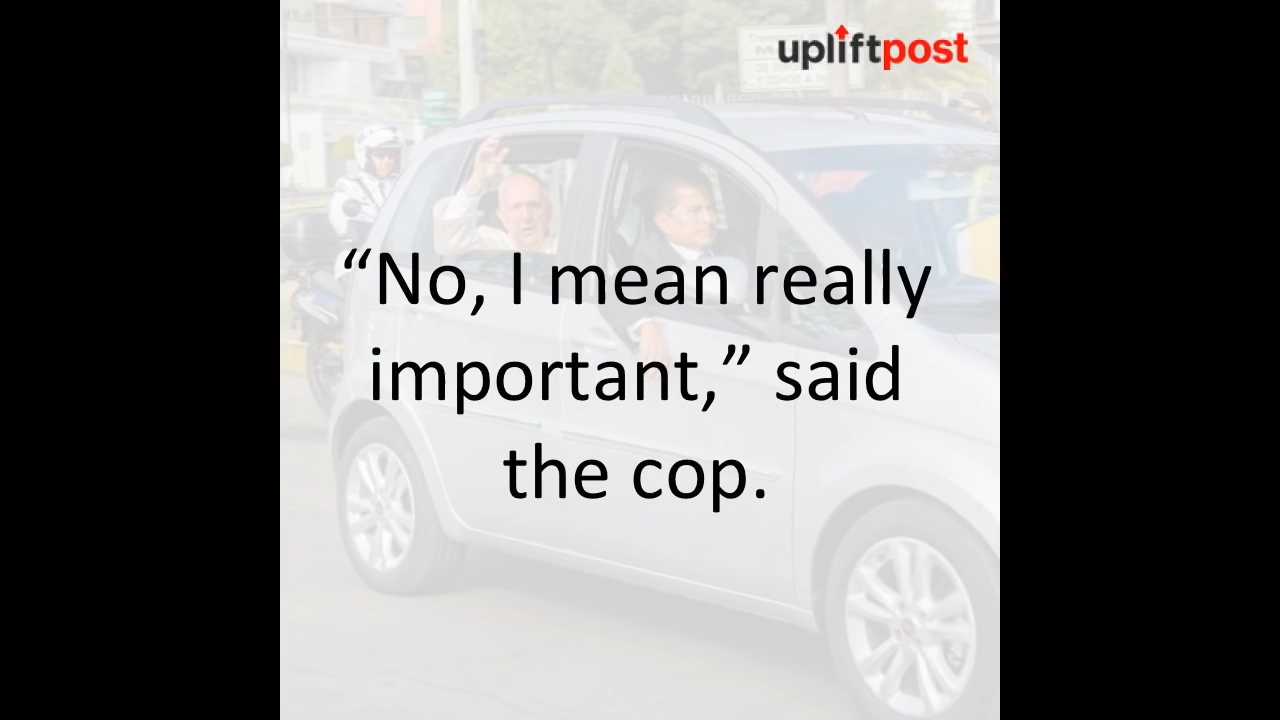 upliftpost
“No, I mean really
important,” said
the cop.